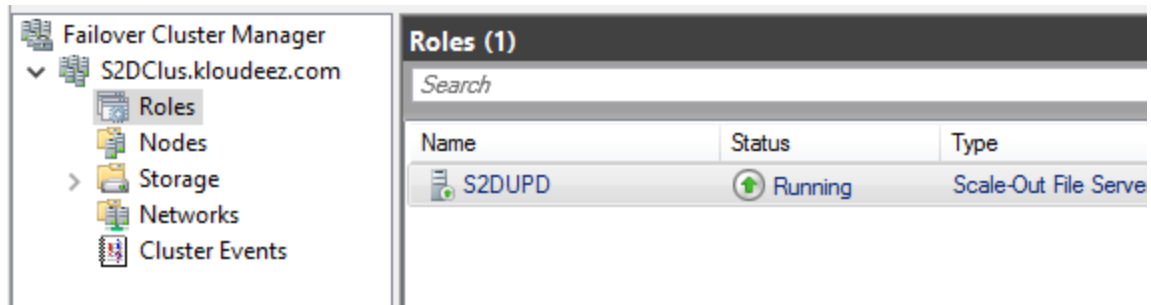 Failover Cluster Manager
S2DClus.kloudeez.com
Roles
Nodes
Storage
Networks
Cluster Events
Roles (1)
Search
Name Status Type
S2DUPD Running Scale-Out File Serve